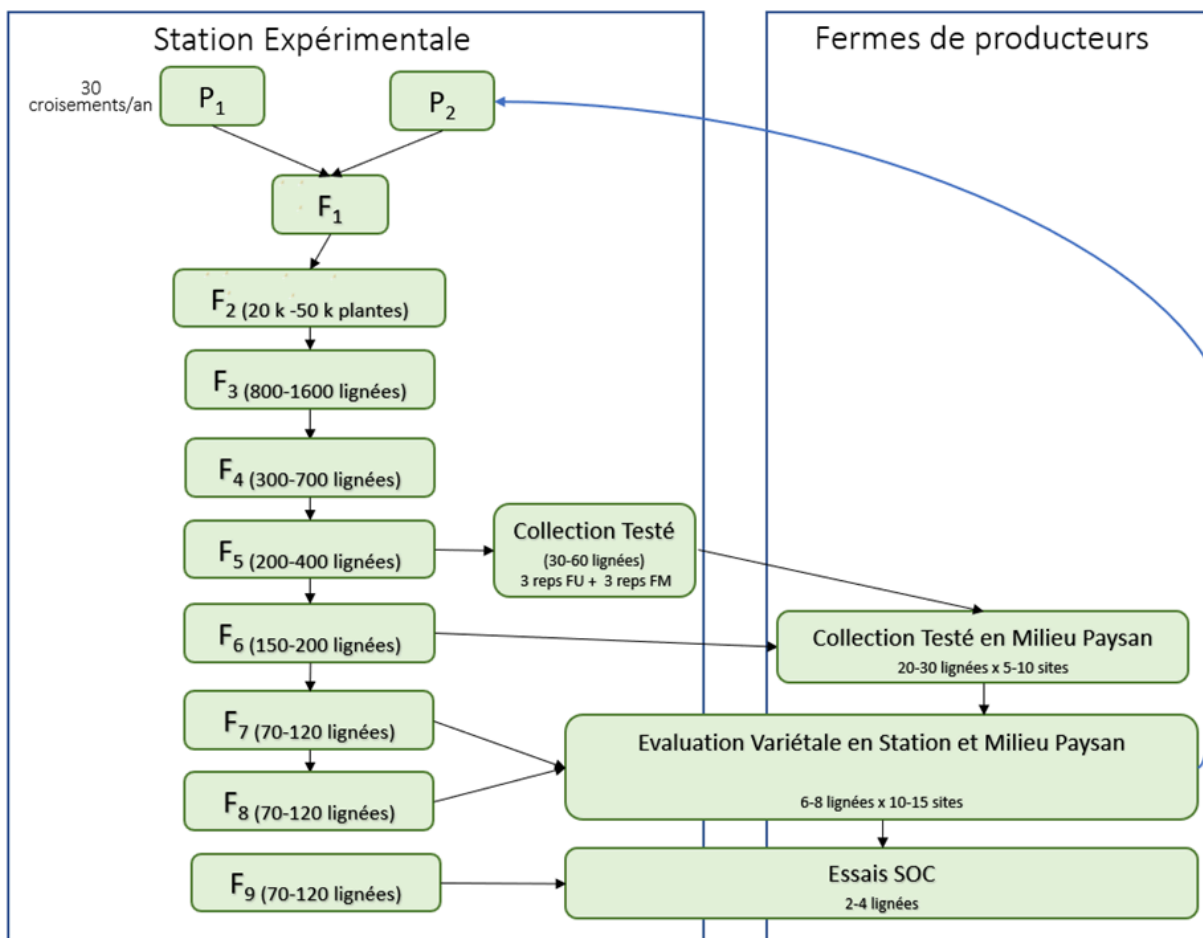 Station Expérimentale
Fermes de producteurs
30
croisements/an
P1
P2
F1
F2 (20 k -50 k plantes)
F3 (800-1600 lignées)
F4 (300-700 lignées)
F5 (200-400 lignées)
Collection Testé
(30-60 lignées)
3 reps FU + 3 reps FM
F6 (150-200 lignées)
Collection Testé en Milieu Paysan
20-30 lignées x 5-10 sites
F7 (70-120 lignées)
Evaluation Variétale en Station et Milieu Paysan
6-8 lignées x 10-15 sites
F8 (70-120 lignées)
F9 (70-120 lignées)
Essais SOC
2-4 lignées